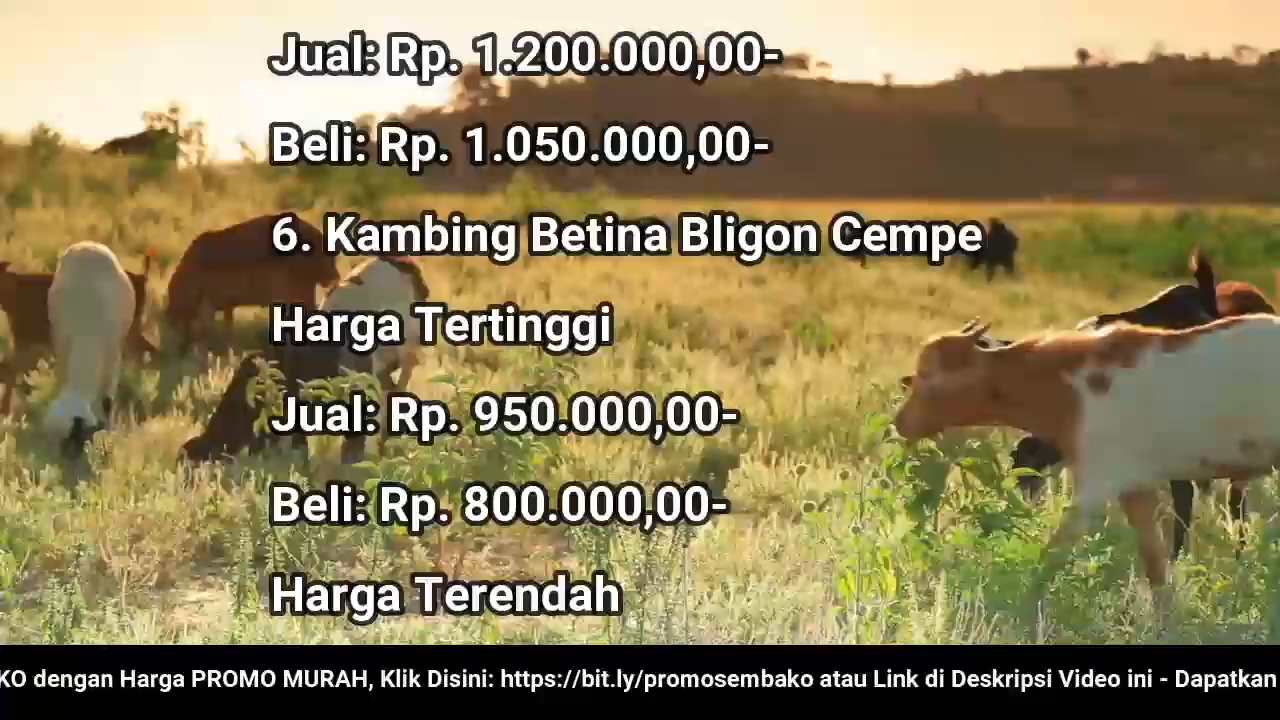 Jual: Rp. 1.200.000,00-
Beli: Rp. 1.050.000,00-
6. Kambing Betina Bligon Cempe
Harga Tertinggi
Jual: Rp. 950.000,00-
Beli: Rp. 800.000,00-
Harga Terendah
KO dengan Harga PROMO MURAH, Klik Disini: https://bit.ly/promosembako atau Link di Deskripsi Video ini - Dapatkan